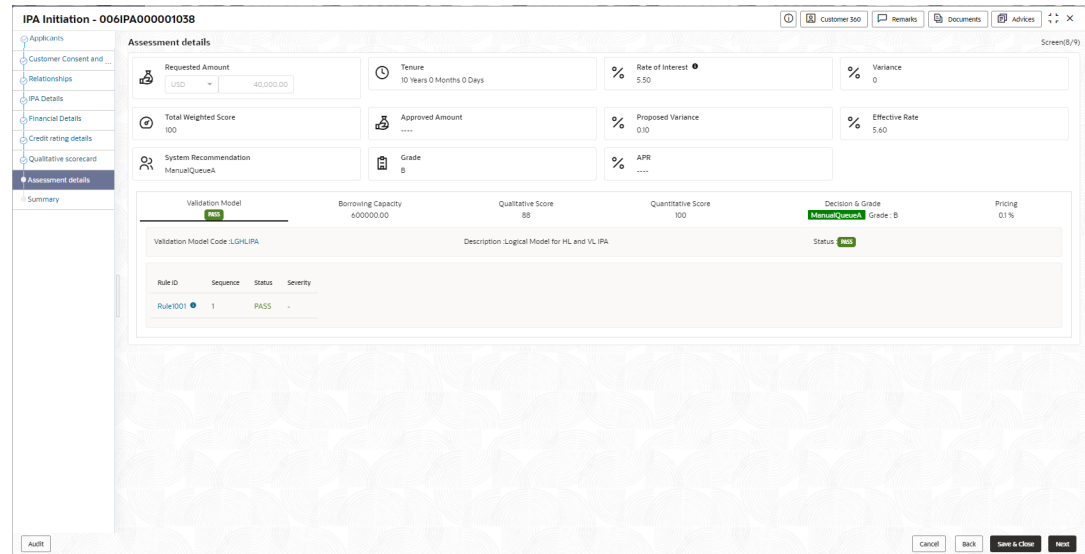 IPA Initiation - 006IPA000001038
Customer 360
Remarks
Documents
Advices
Applicants
Customer Consent and ...
Relationships
IPA Details
Financial Details
Credit rating details
Qualitative scorecard
Assessment details
Summary
Assessment details
Screen(8/9)
Requested Amount
USD 40,000.00
Tenure
10 Years 0 Months 0 Days
Rate of Interest
5.50
Variance
0
Total Weighted Score
100
Approved Amount
----
Proposed Variance
0.10
Effective Rate
5.60
System Recommendation
ManualQueueA
Grade
B
APR
----
Validation Model
PASS
Borrowing Capacity
600000.00
Qualitative Score
88
Quantitative Score
100
Decision & Grade
ManualQueueA Grade : B
Pricing
0.1 %
Validation Model Code :LGHLIPA
Description :Logical Model for HL and VL IPA
Status : PASS
Rule ID Sequence Status Severity
Rule1001 1 PASS -
Audit
Cancel
Back
Save & Close
Next